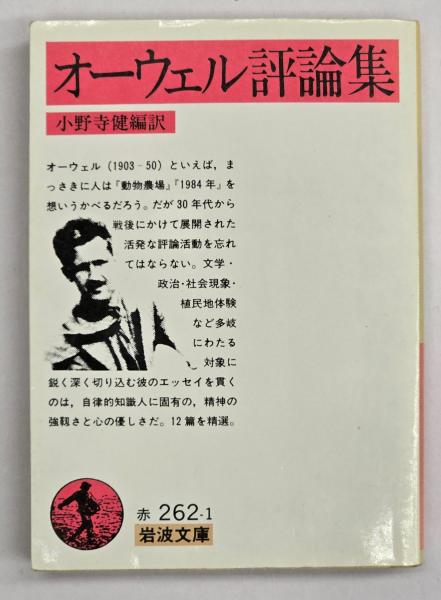 オーウェル評論集
小野寺健編訳
オーウェル（1903‐50）といえば，ま
っさきに人は『動物農場』『1984年』を
想いうかべるだろう。だが30年代から
戦後にかけて展開された
活発な評論活動を忘れ
てはならない。文学・
政治・社会現象・
植民地体験
など多岐
にわたる
対象に
鋭く深く切り込む彼のエッセイを貫く
のは，自律的知識人に固有の，精神の
強靱さと心の優しさだ。12篇を精選。
赤 262-1
岩波文庫